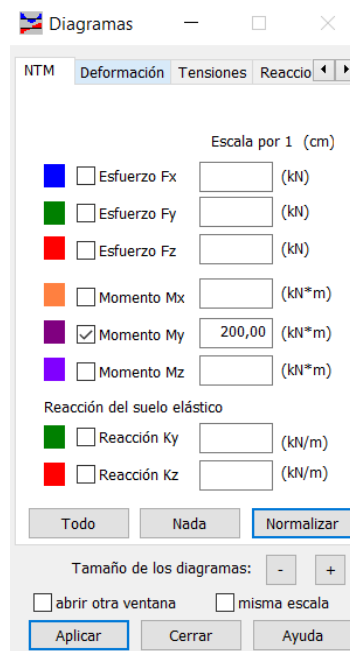 Diagramas
NTM Deformación Tensiones Reaccio
Escala por 1 (cm)
Esfuerzo Fx (kN)
Esfuerzo Fy (kN)
Esfuerzo Fz (kN)
Momento Mx (kN*m)
Momento My 200,00 (kN*m)
Momento Mz (kN*m)
Reacción del suelo elástico
Reacción Ky (kN/m)
Reacción Kz (kN/m)
Todo Nada Normalizar
Tamaño de los diagramas: - +
abrir otra ventana misma escala
Aplicar Cerrar Ayuda